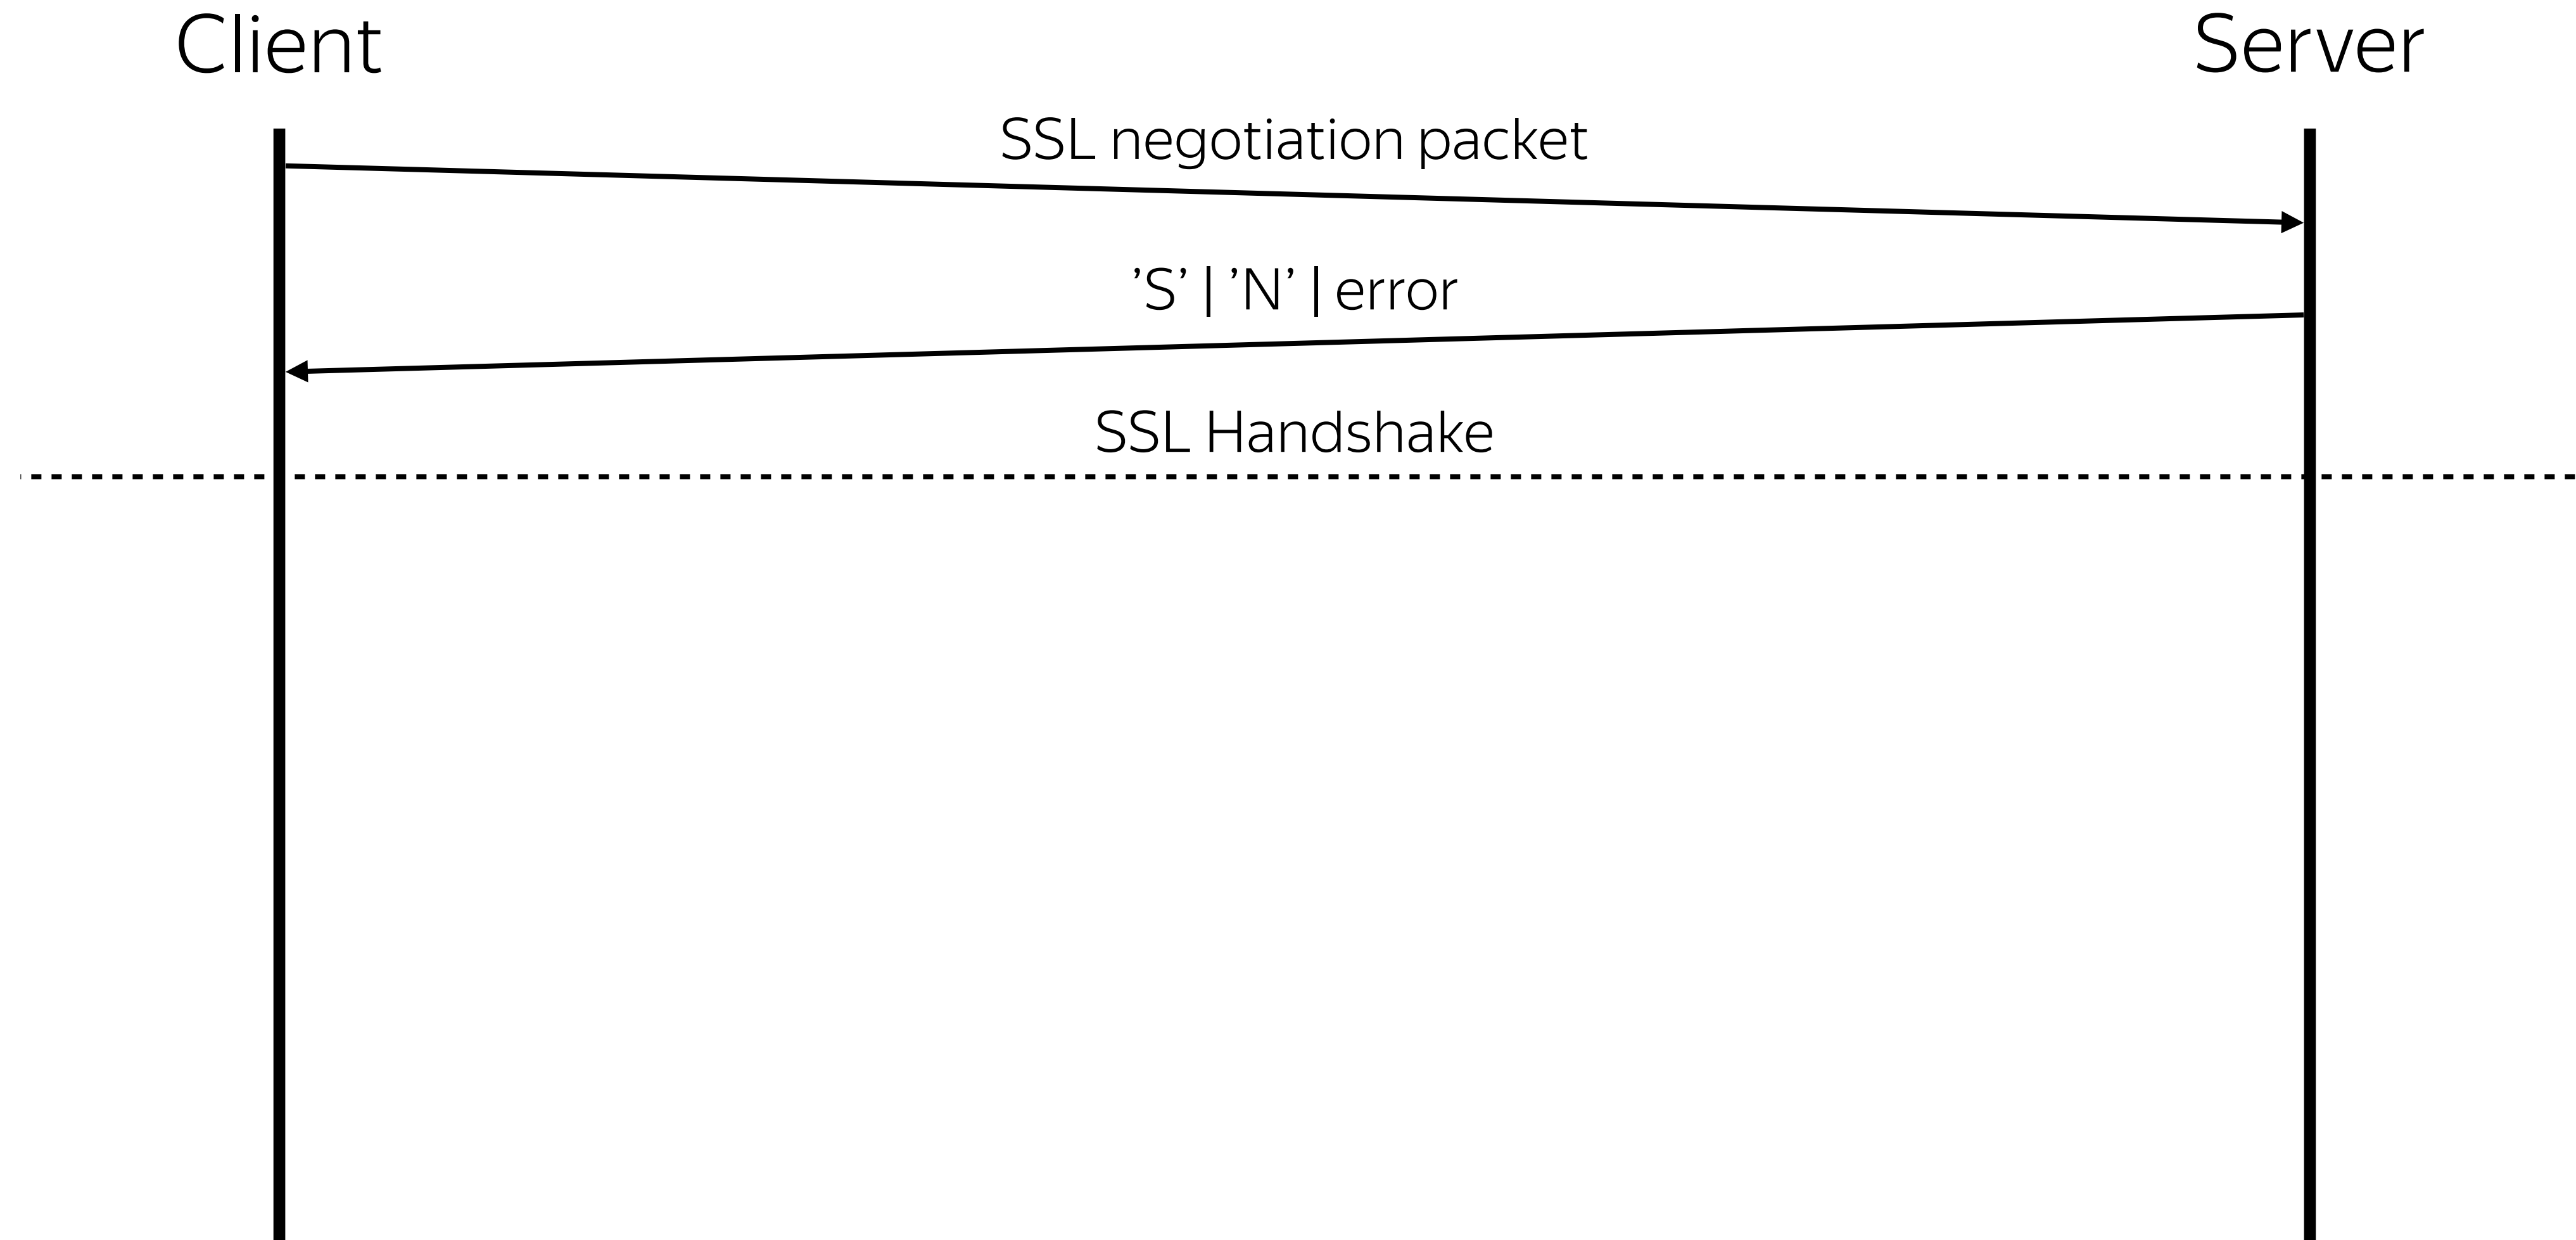 Client
Server
SSL negotiation packet
’S’ | ’N’ | error
SSL Handshake